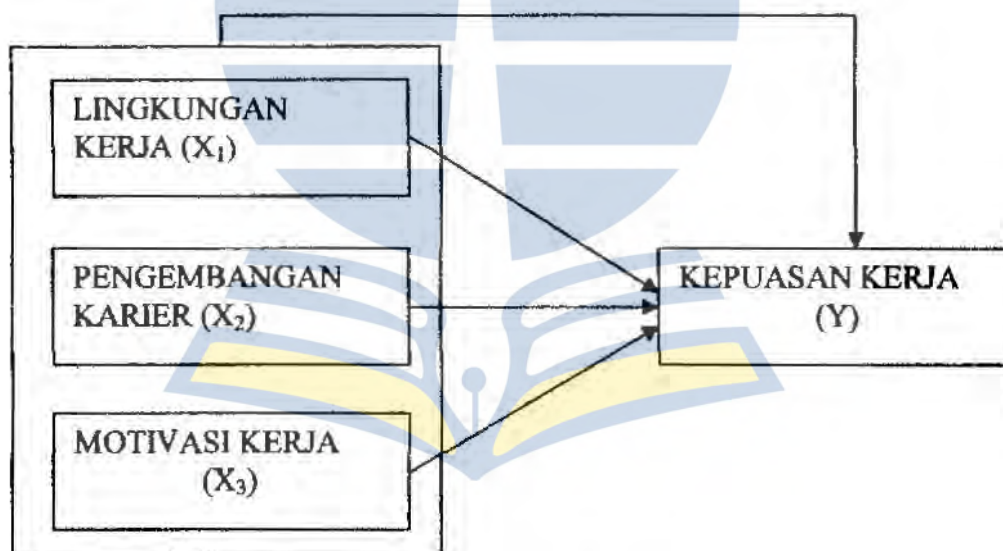 LINGKUNGAN
KERJA (X₁)
PENGEMBANGAN
KARIER (X₂)
KEPUASAN KERJA
(Y)
MOTIVASI KERJA
(X₃)